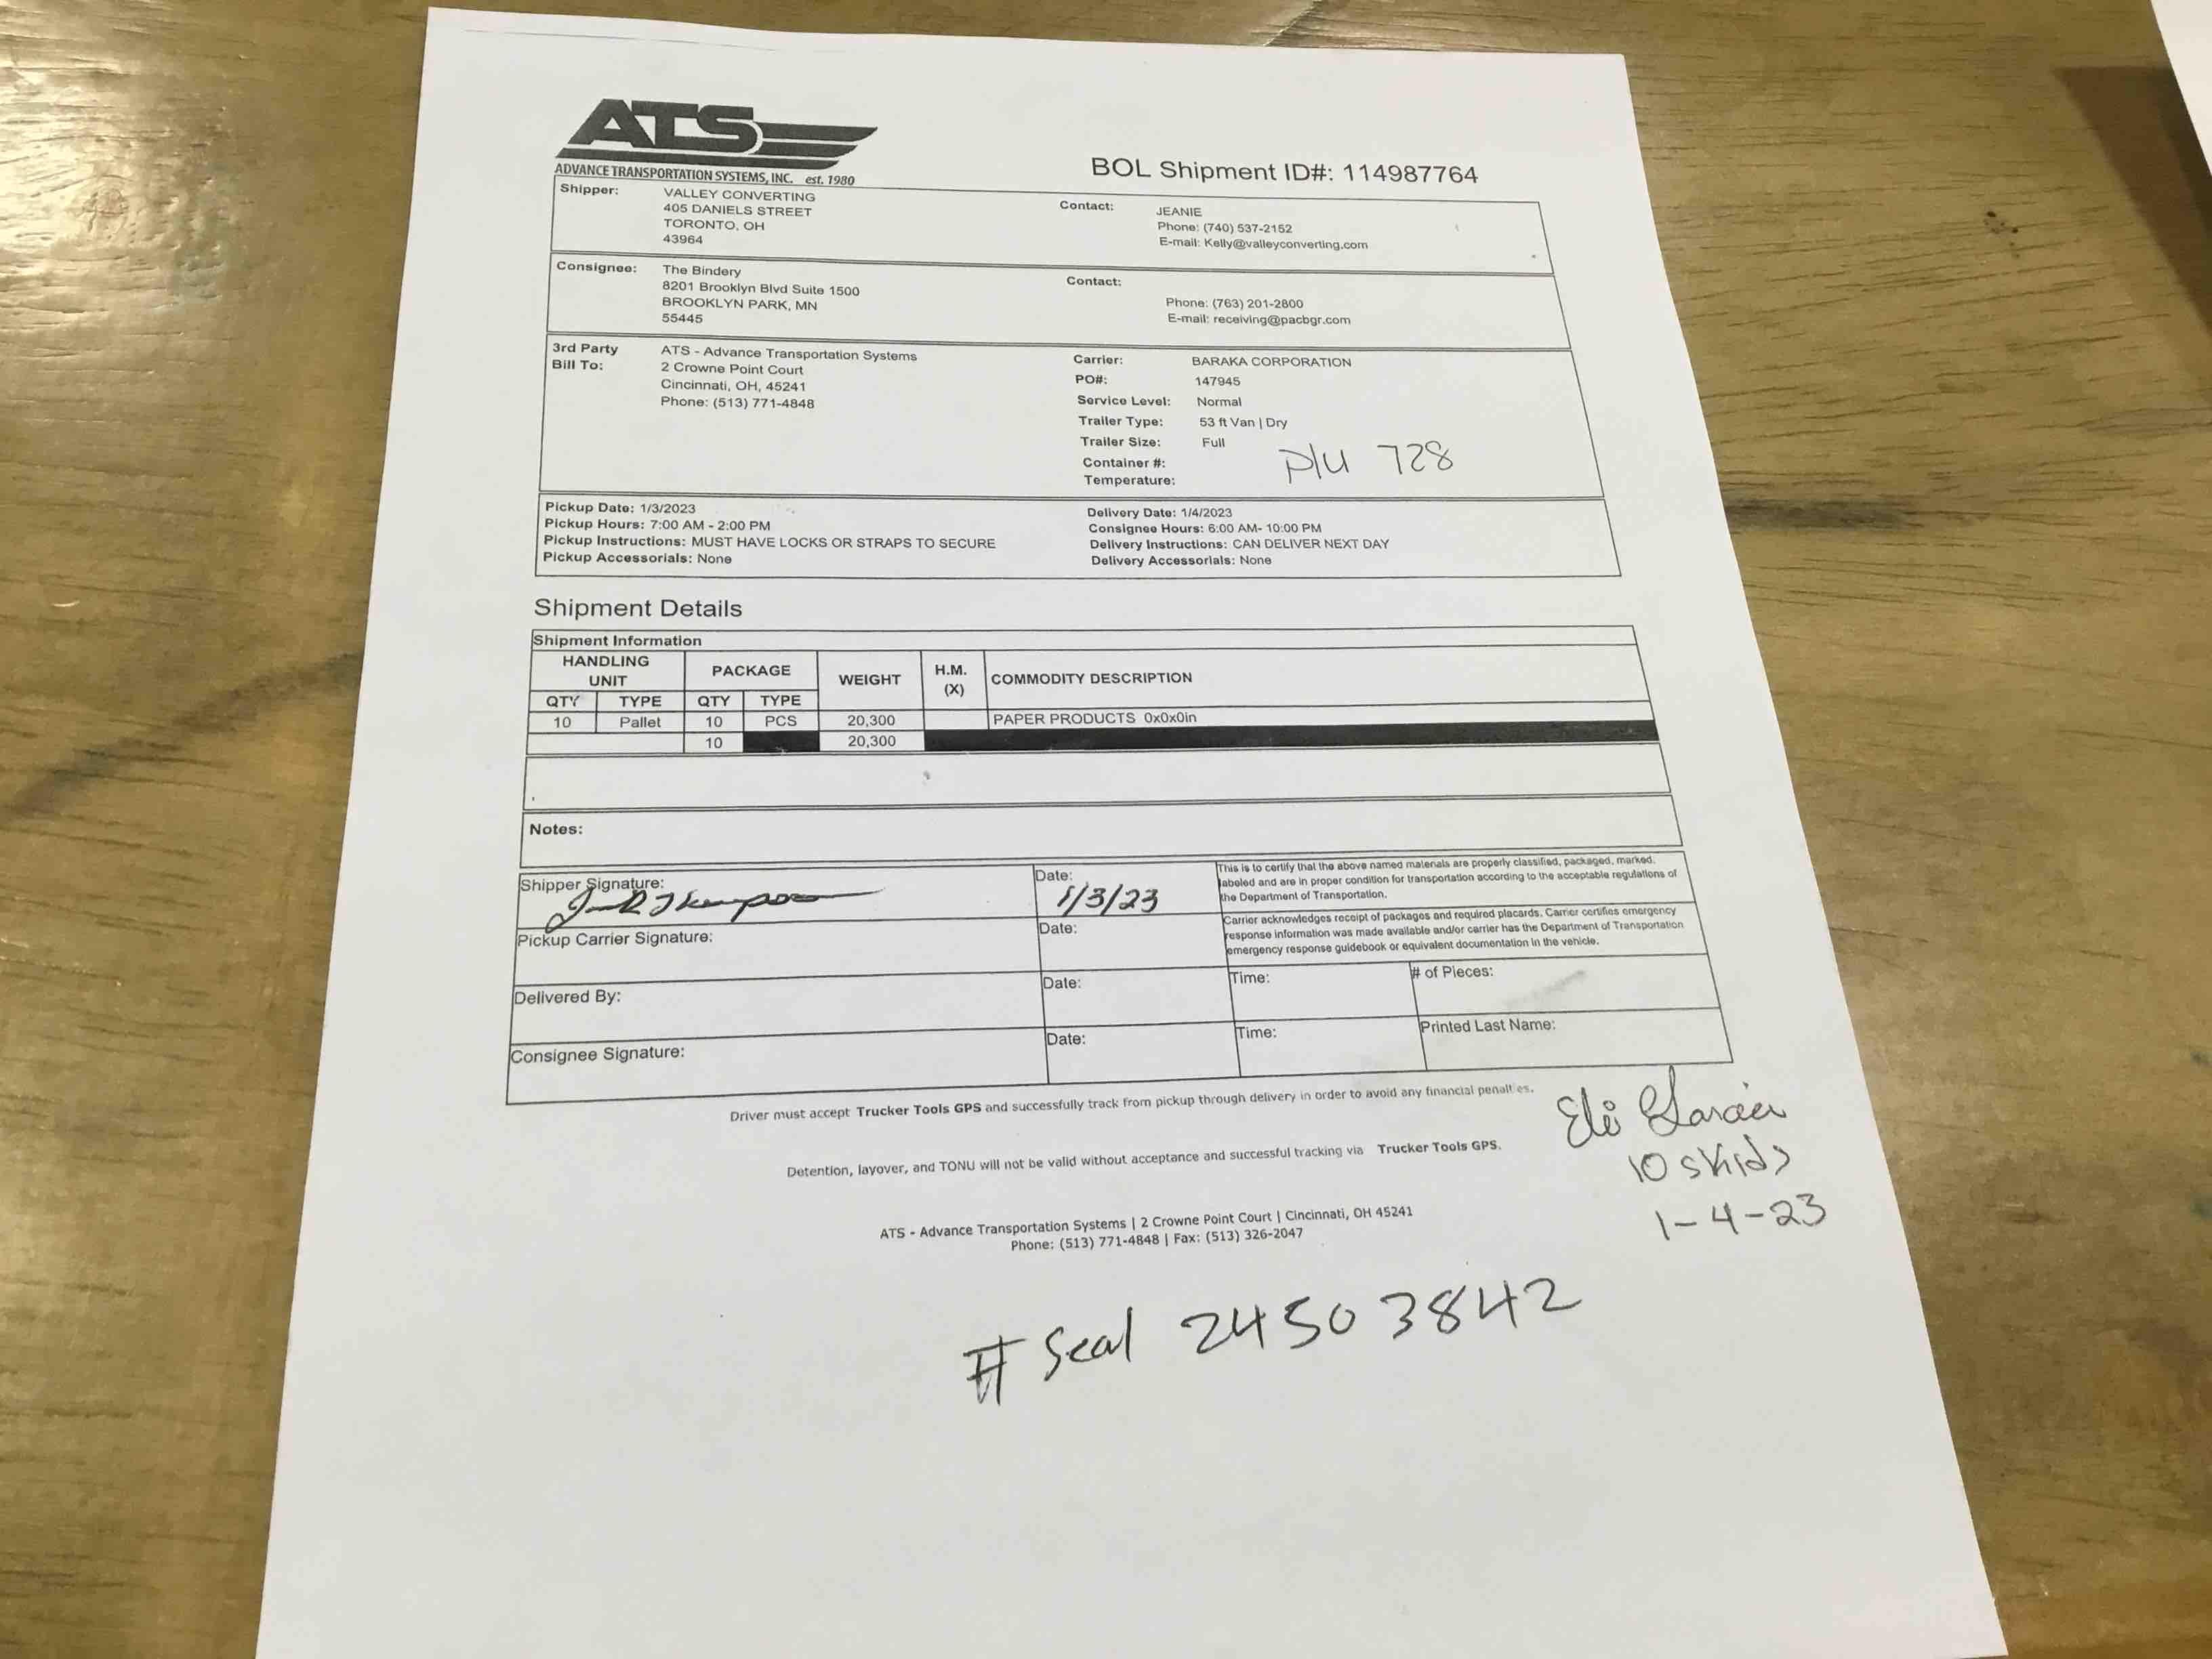 ATS
ADVANCE TRANSPORTATION SYSTEMS, INC. est. 1980
BOL Shipment ID#: 114987764
Shipper: VALLEY CONVERTING
405 DANIELS STREET
TORONTO, OH
43964
Contact: JEANIE
Phone: (740) 537-2152
E-mail: Kelly@valleyconverting.com
Consignee: The Bindery
8201 Brooklyn Blvd Suite 1500
BROOKLYN PARK, MN
55445
Contact:
Phone: (763) 201-2800
E-mail: receiving@pacbgr.com
3rd Party Bill To: ATS - Advance Transportation Systems
2 Crowne Point Court
Cincinnati, OH, 45241
Phone: (513) 771-4848
Carrier: BARAKA CORPORATION
PO#: 147945
Service Level: Normal
Trailer Type: 53 ft Van | Dry
Trailer Size: Full
Container #:
Temperature:
P/U 728
Pickup Date: 1/3/2023
Pickup Hours: 7:00 AM - 2:00 PM
Pickup Instructions: MUST HAVE LOCKS OR STRAPS TO SECURE
Pickup Accessorials: None
Delivery Date: 1/4/2023
Consignee Hours: 6:00 AM- 10:00 PM
Delivery Instructions: CAN DELIVER NEXT DAY
Delivery Accessorials: None
Shipment Details
Shipment Information
HANDLING UNIT PACKAGE WEIGHT H.M. (X) COMMODITY DESCRIPTION
QTY TYPE QTY TYPE
10 Pallet 10 PCS 20,300 PAPER PRODUCTS 0x0x0in
10 20,300
Notes:
Shipper Signature:
Date: 1/3/23
This is to certify that the above named materials are properly classified, packaged, marked,
labeled and are in proper condition for transportation according to the acceptable regulations of
the Department of Transportation.
Pickup Carrier Signature:
Date:
Carrier acknowledges receipt of packages and required placards. Carrier certifies emergency
response information was made available and/or carrier has the Department of Transportation
emergency response guidebook or equivalent documentation in the vehicle.
Delivered By: Date: Time: # of Pieces:
Consignee Signature: Date: Time: Printed Last Name:
Driver must accept Trucker Tools GPS and successfully track from pickup through delivery in order to avoid any financial penalties.
Detention, layover, and TONU will not be valid without acceptance and successful tracking via Trucker Tools GPS.
Eli Garcia
10 skids
1-4-23
ATS - Advance Transportation Systems | 2 Crowne Point Court | Cincinnati, OH 45241
Phone: (513) 771-4848 | Fax: (513) 326-2047
# Seal 24503842